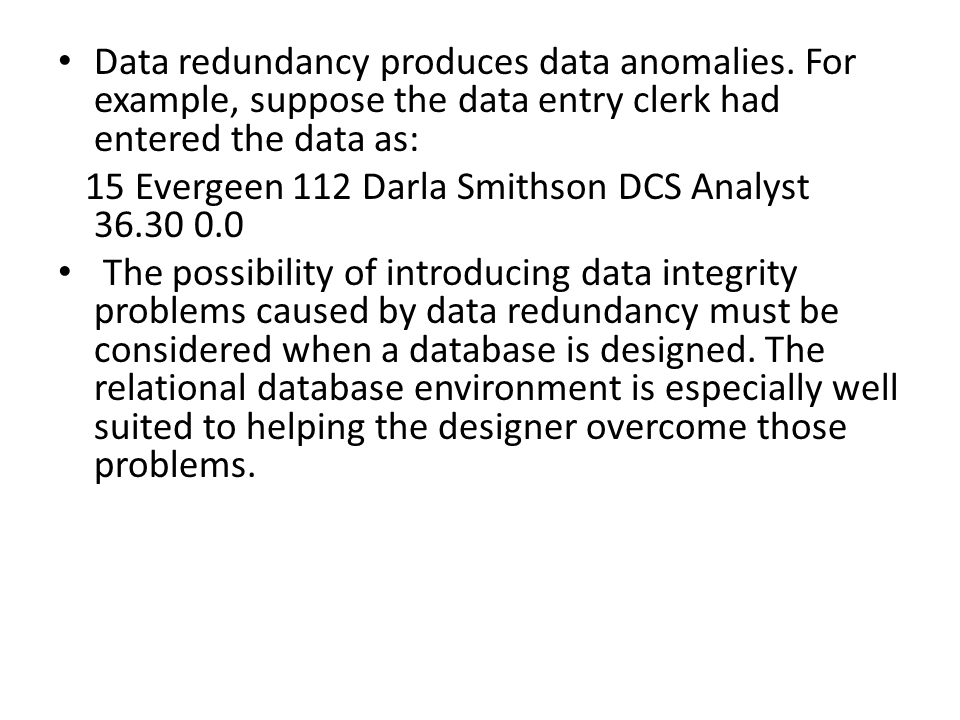 • Data redundancy produces data anomalies. For
example, suppose the data entry clerk had
entered the data as:
15 Evergeen 112 Darla Smithson DCS Analyst
36.30 0.0
• The possibility of introducing data integrity
problems caused by data redundancy must be
considered when a database is designed. The
relational database environment is especially well
suited to helping the designer overcome those
problems.